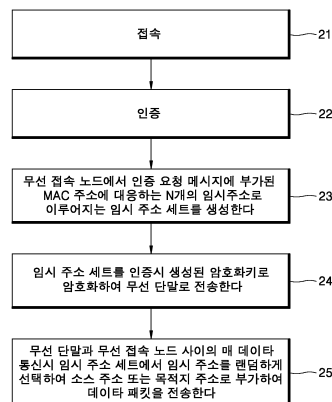 접속
21
인증
22
무선 접속 노드에서 인증 요청 메시지에 부가된
MAC 주소에 대응하는 N개의 임시주소로
이루어지는 임시 주소 세트를 생성한다
23
임시 주소 세트를 인증시 생성된 암호화키로
암호화하여 무선 단말로 전송한다
24
무선 단말과 무선 접속 노드 사이의 매 데이타
통신시 임시 주소 세트에서 임시 주소를 랜덤하게
선택하여 소스 주소 또는 목적지 주소로 부가하여
데이타 패킷을 전송한다
25